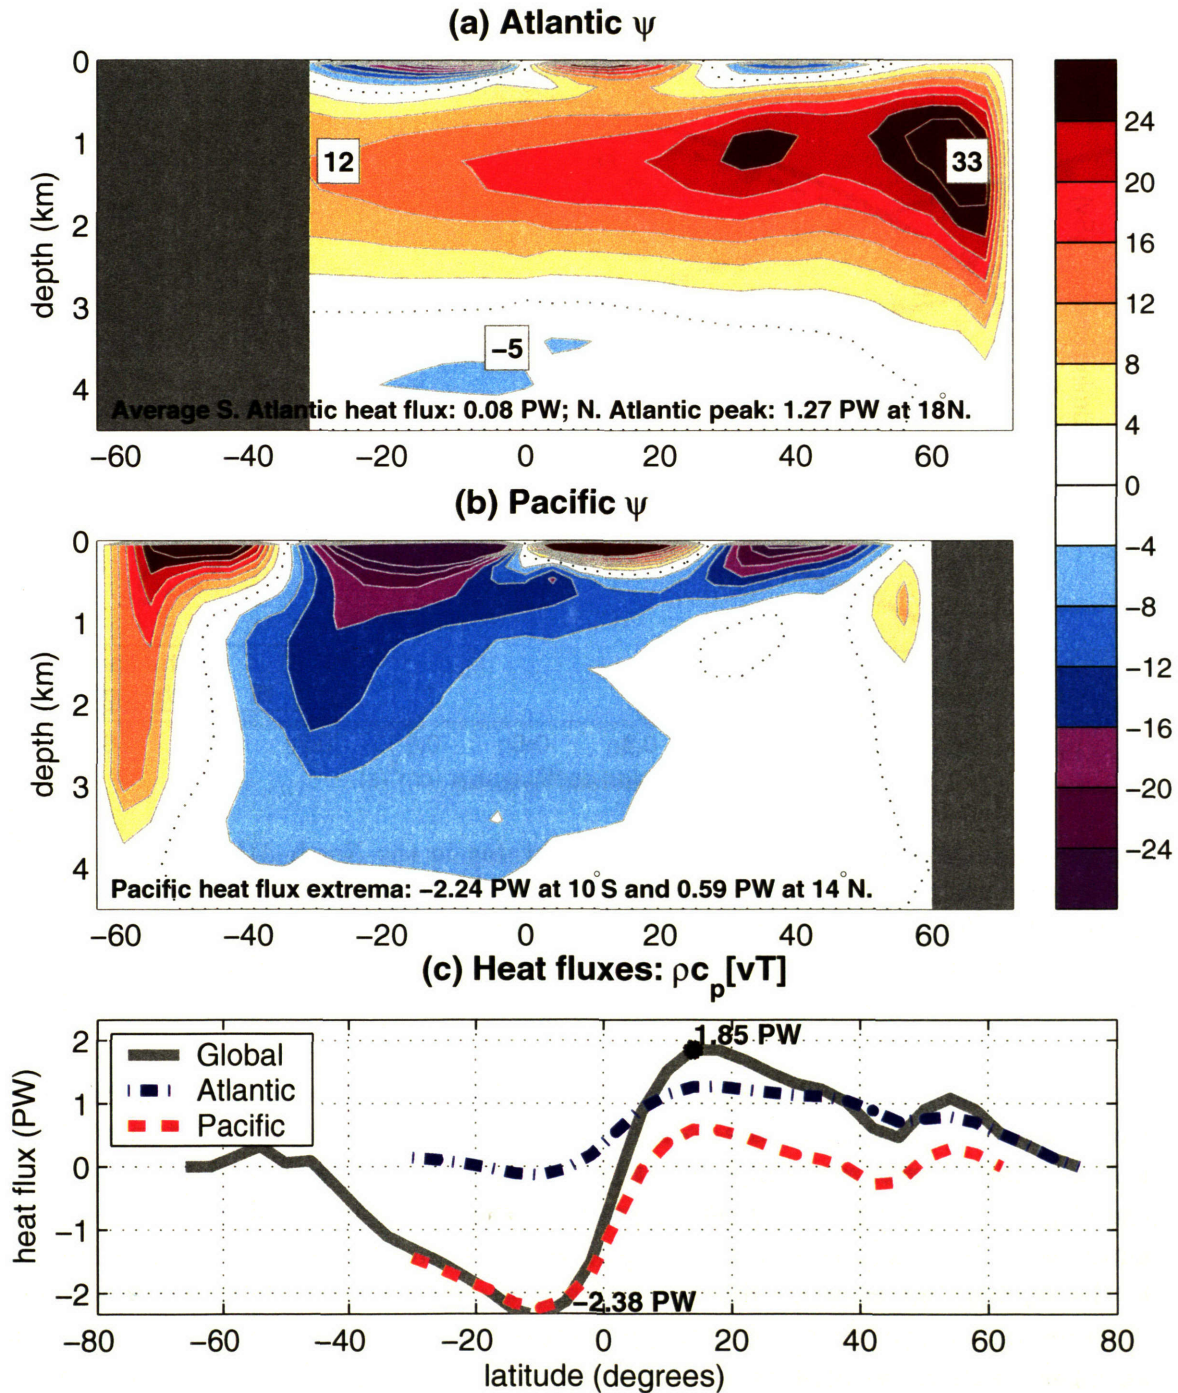 (a) Atlantic ψ
0
1
2
3
4
depth (km)
12
33
−5
Average S. Atlantic heat flux: 0.08 PW; N. Atlantic peak: 1.27 PW at 18°N.
−60 −40 −20 0 20 40 60
24
20
16
12
8
4
0
−4
−8
−12
−16
−20
−24
(b) Pacific ψ
0
1
2
3
4
depth (km)
Pacific heat flux extrema: −2.24 PW at 10°S and 0.59 PW at 14°N.
−60 −40 −20 0 20 40 60
(c) Heat fluxes: ρcp[vT]
2
1
0
−1
−2
heat flux (PW)
Global
Atlantic
Pacific
1.85 PW
−2.38 PW
−80 −60 −40 −20 0 20 40 60 80
latitude (degrees)